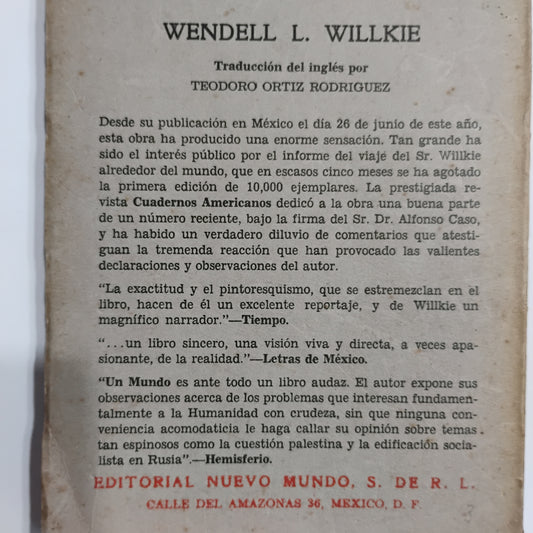 WENDELL L. WILLKIE
Traducción del inglés por
TEODORO ORTIZ RODRIGUEZ
Desde su publicación en México el día 26 de junio de este año,
esta obra ha producido una enorme sensación. Tan grande ha
sido el interés público por el informe del viaje del Sr. Willkie
alrededor del mundo, que en escasos cinco meses se ha agotado
la primera edición de 10,000 ejemplares. La prestigiada re-
vista Cuadernos Americanos dedicó a la obra una buena parte
de un número reciente, bajo la firma del Sr. Dr. Alfonso Caso,
y ha habido un verdadero diluvio de comentarios que atesti-
guan la tremenda reacción que han provocado las valientes
declaraciones y observaciones del autor.
"La exactitud y el pintoresquismo, que se estremezclan en el
libro, hacen de él un excelente reportaje, y de Willkie un
magnífico narrador."—Tiempo.
"...un libro sincero, una visión viva y directa, a veces apa-
sionante, de la realidad."—Letras de México.
"Un Mundo es ante todo un libro audaz. El autor expone sus
observaciones acerca de los problemas que interesan fundamen-
talmente a la Humanidad con crudeza, sin que ninguna con-
veniencia acomodaticia le haga callar su opinión sobre temas
tan espinosos como la cuestión palestina y la edificación socia-
lista en Rusia".—Hemisferio.
EDITORIAL NUEVO MUNDO, S. DE R. L.
CALLE DEL AMAZONAS 36, MEXICO, D. F.